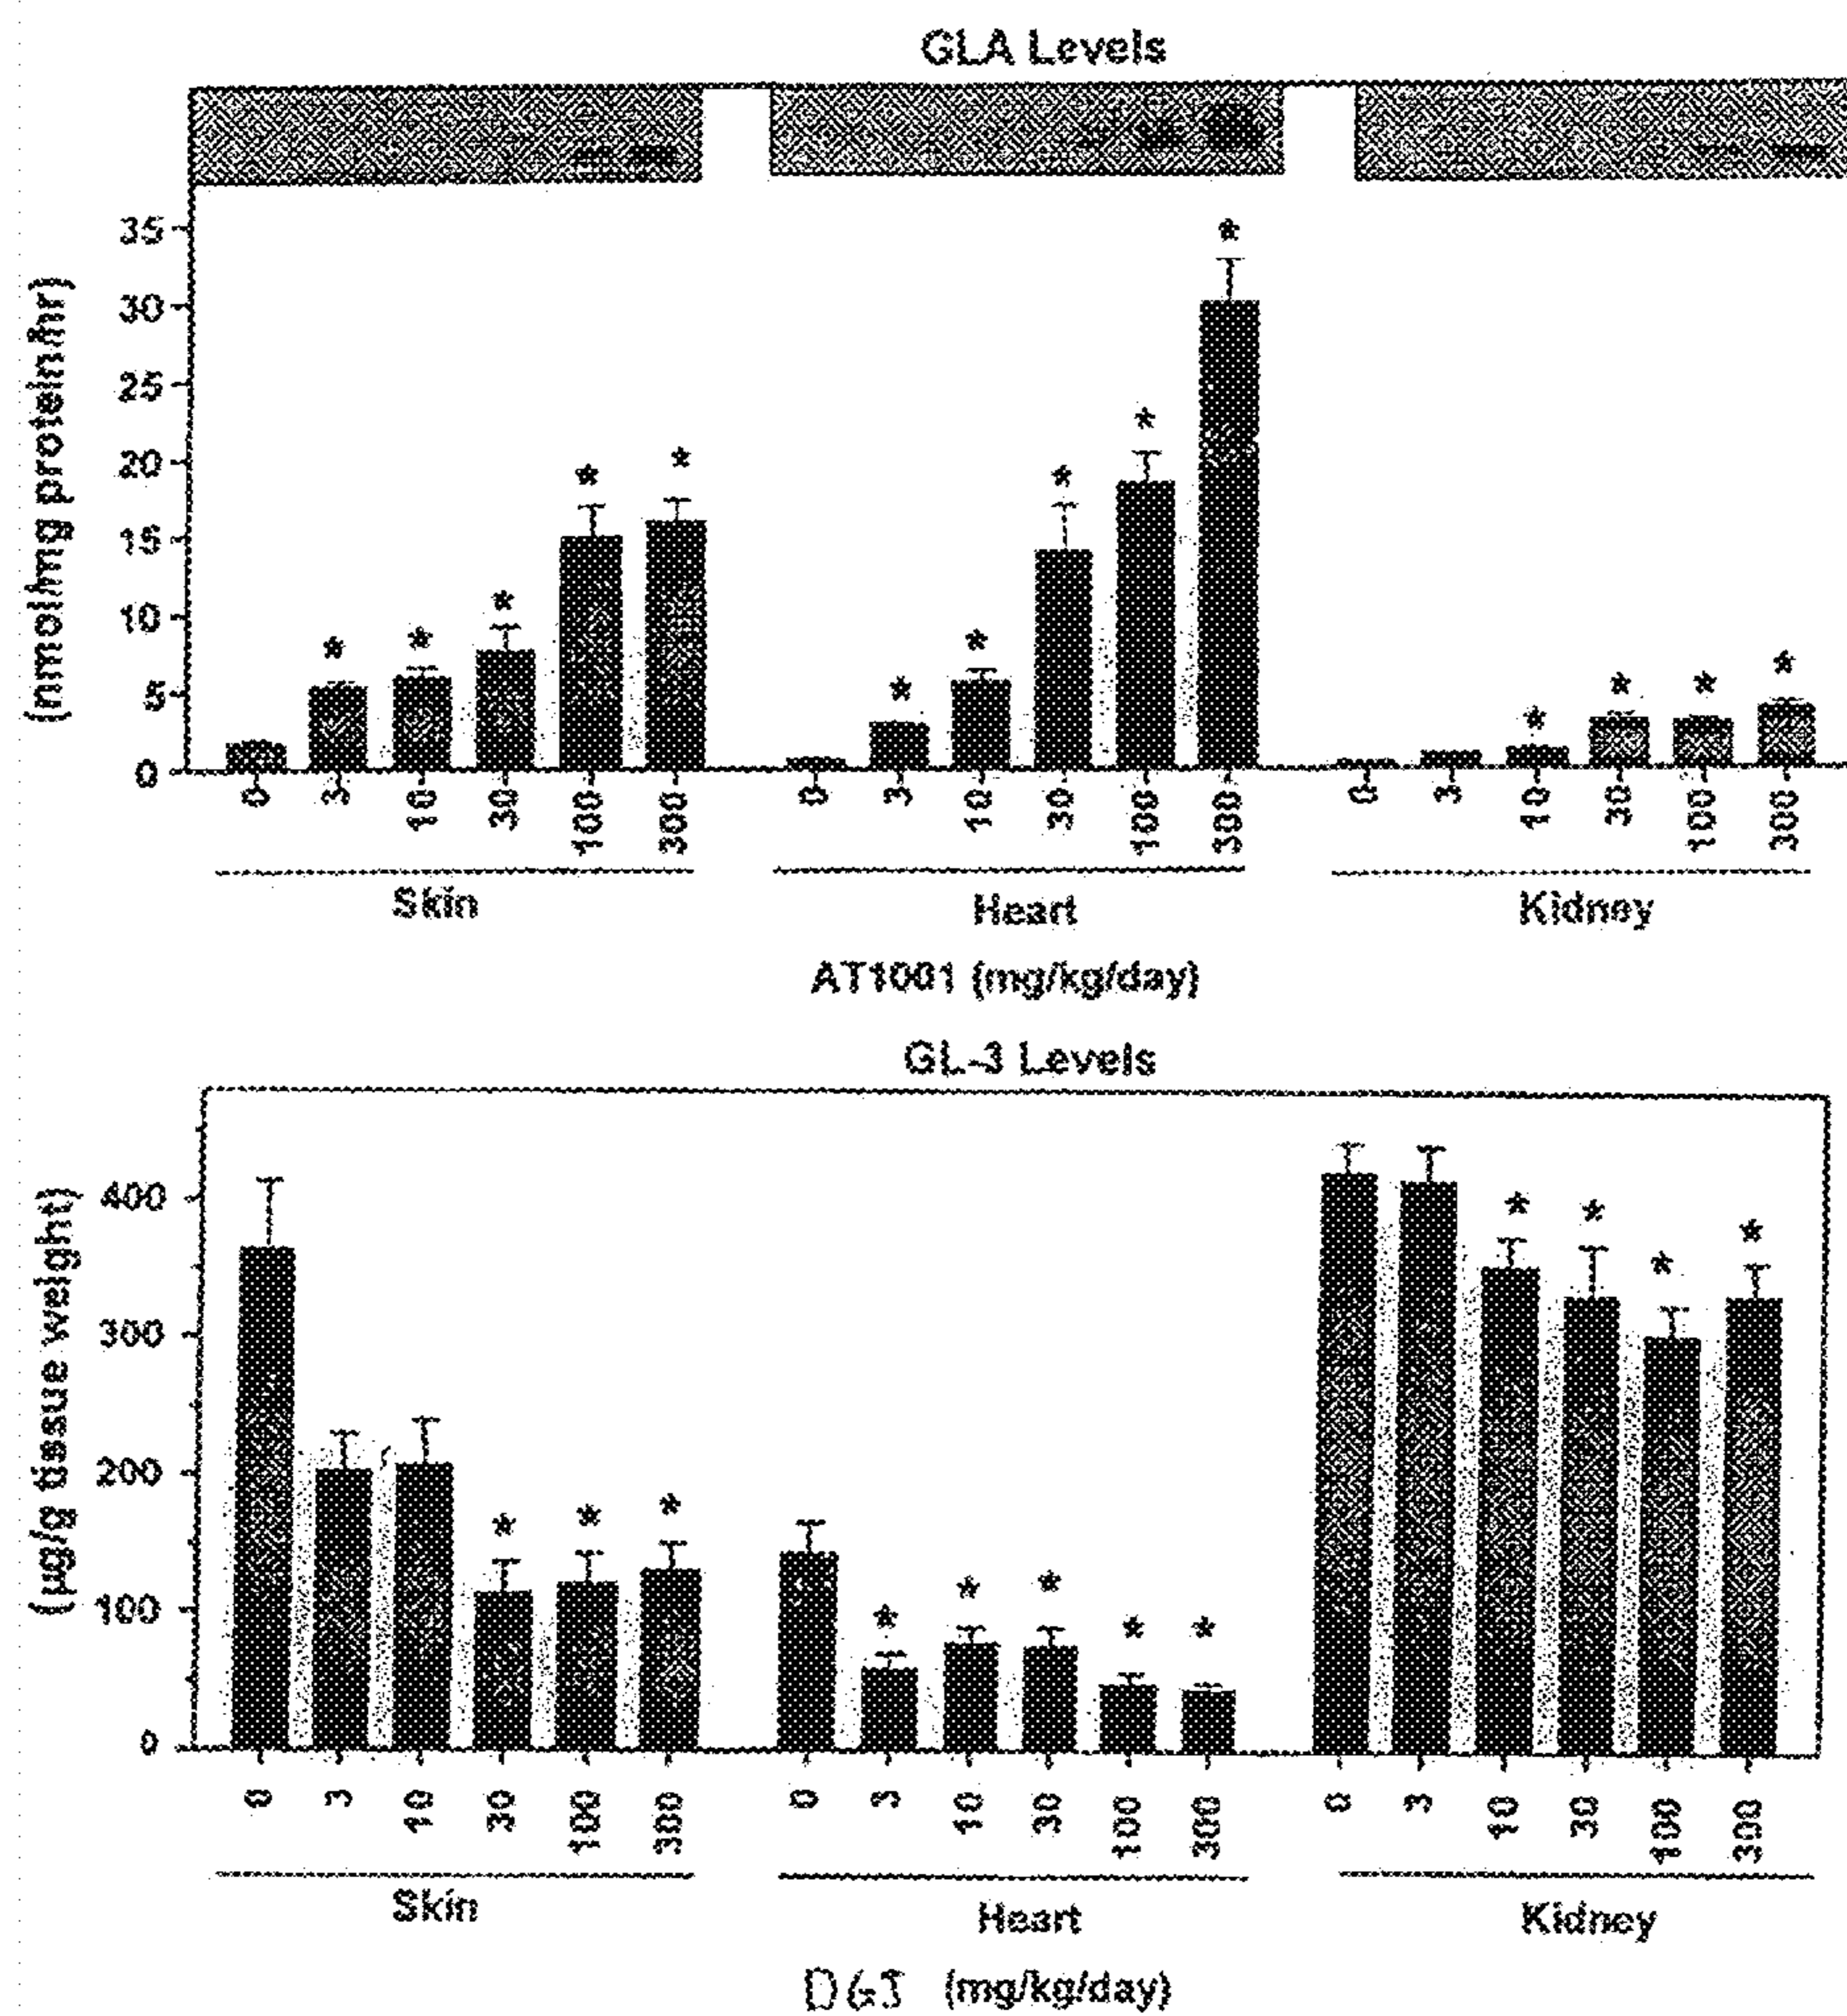 GLA Levels
(nmol/mg protein/hr)
35
30
25
20
15
10
5
0
* * * * * * * * * * * * * *
0 3 10 30 100 300 0 3 10 30 100 300 0 3 10 30 100 300
Skin Heart Kidney
AT1001 (mg/kg/day)
GL-3 Levels
(µg/g tissue weight)
400
300
200
100
0
* * * * * * * * * * * *
0 3 10 30 100 300 0 3 10 30 100 300 0 3 10 30 100 300
Skin Heart Kidney
DGJ (mg/kg/day)